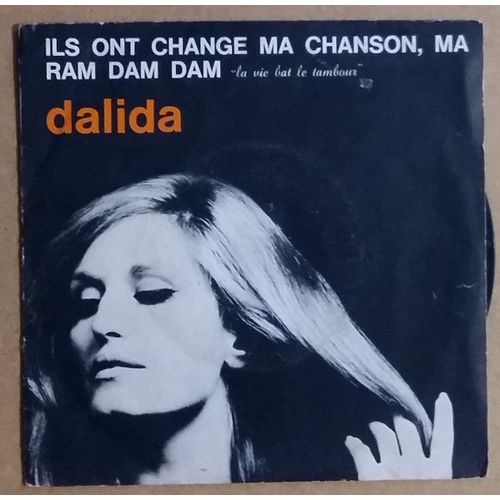 ILS ONT CHANGE MA CHANSON, MA
RAM DAM DAM "la vie bat le tambour"
dalida